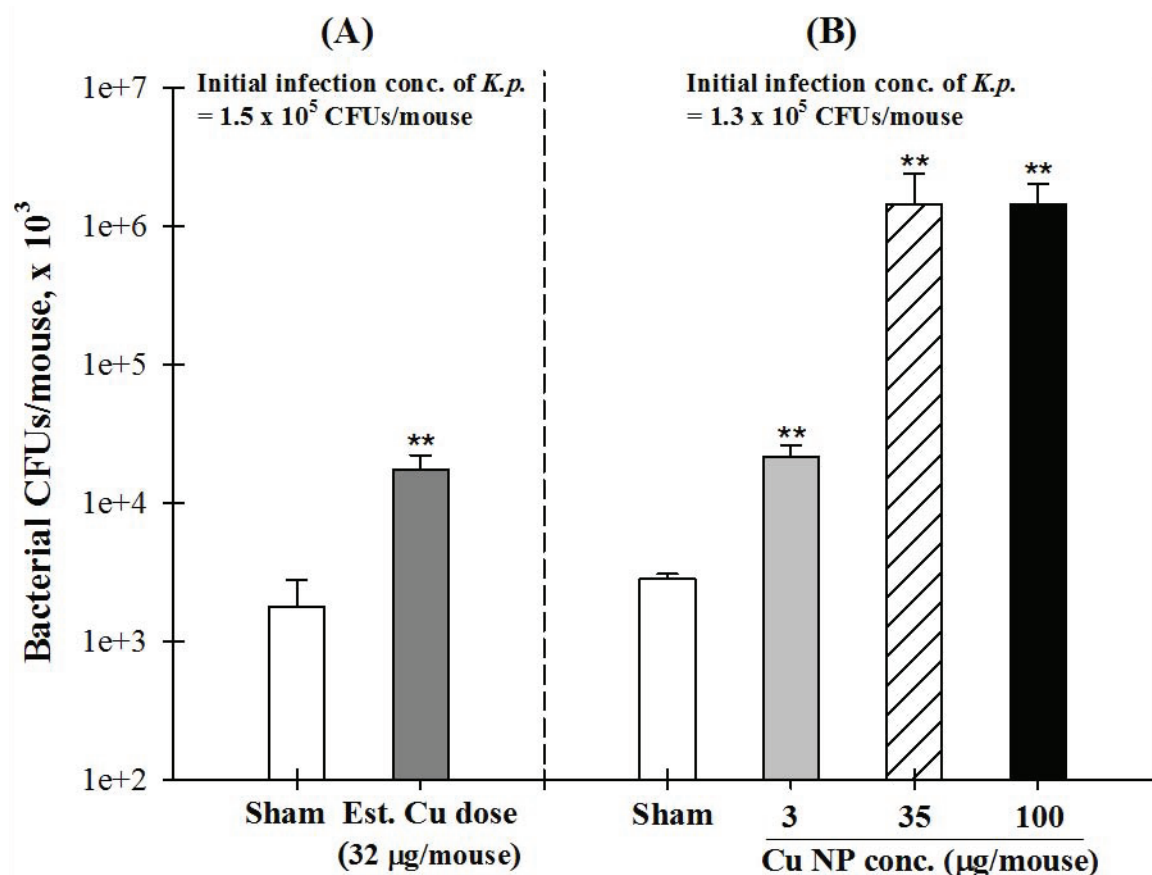 (A)
(B)
Initial infection conc. of K.p.
= 1.5 x 10⁵ CFUs/mouse
Initial infection conc. of K.p.
= 1.3 x 10⁵ CFUs/mouse
Bacterial CFUs/mouse, x 10³
1e+7
1e+6
1e+5
1e+4
1e+3
1e+2
**
**
**
**
Sham
Est. Cu dose
(32 µg/mouse)
Sham
3
35
100
Cu NP conc. (µg/mouse)